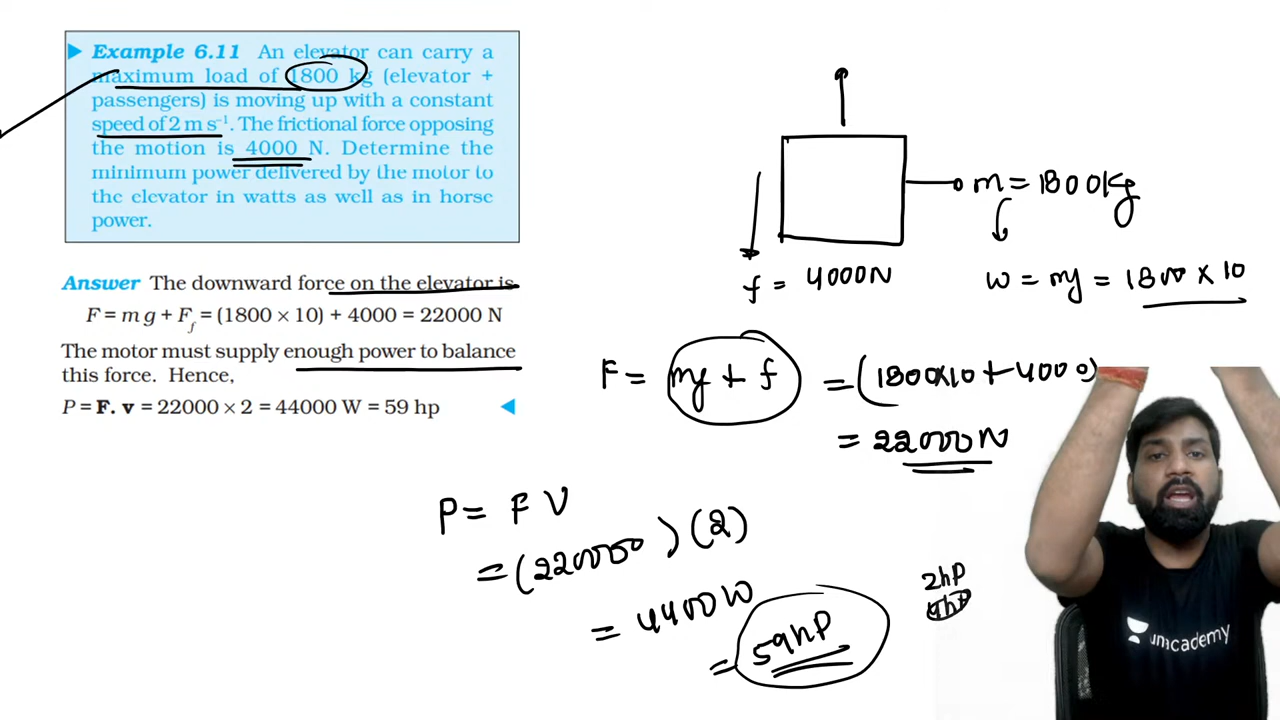 Example 6.11 An elevator can carry a
maximum load of 1800 kg (elevator +
passengers) is moving up with a constant
speed of 2 m s⁻¹. The frictional force opposing
the motion is 4000 N. Determine the
minimum power delivered by the motor to
the elevator in watts as well as in horse
power.
Answer The downward force on the elevator is
F = m g + F_f = (1800 × 10) + 4000 = 22000 N
The motor must supply enough power to balance
this force. Hence,
P = F. v = 22000 × 2 = 44000 W = 59 hp
m = 1800Kg
f = 4000N
w = mg = 1800 × 10
F = mg + f = (1800×10+4000)
= 22000N
P = F V
= (22000) (2)
= 4400W
= 59hP
2hP
4hP
unacademy